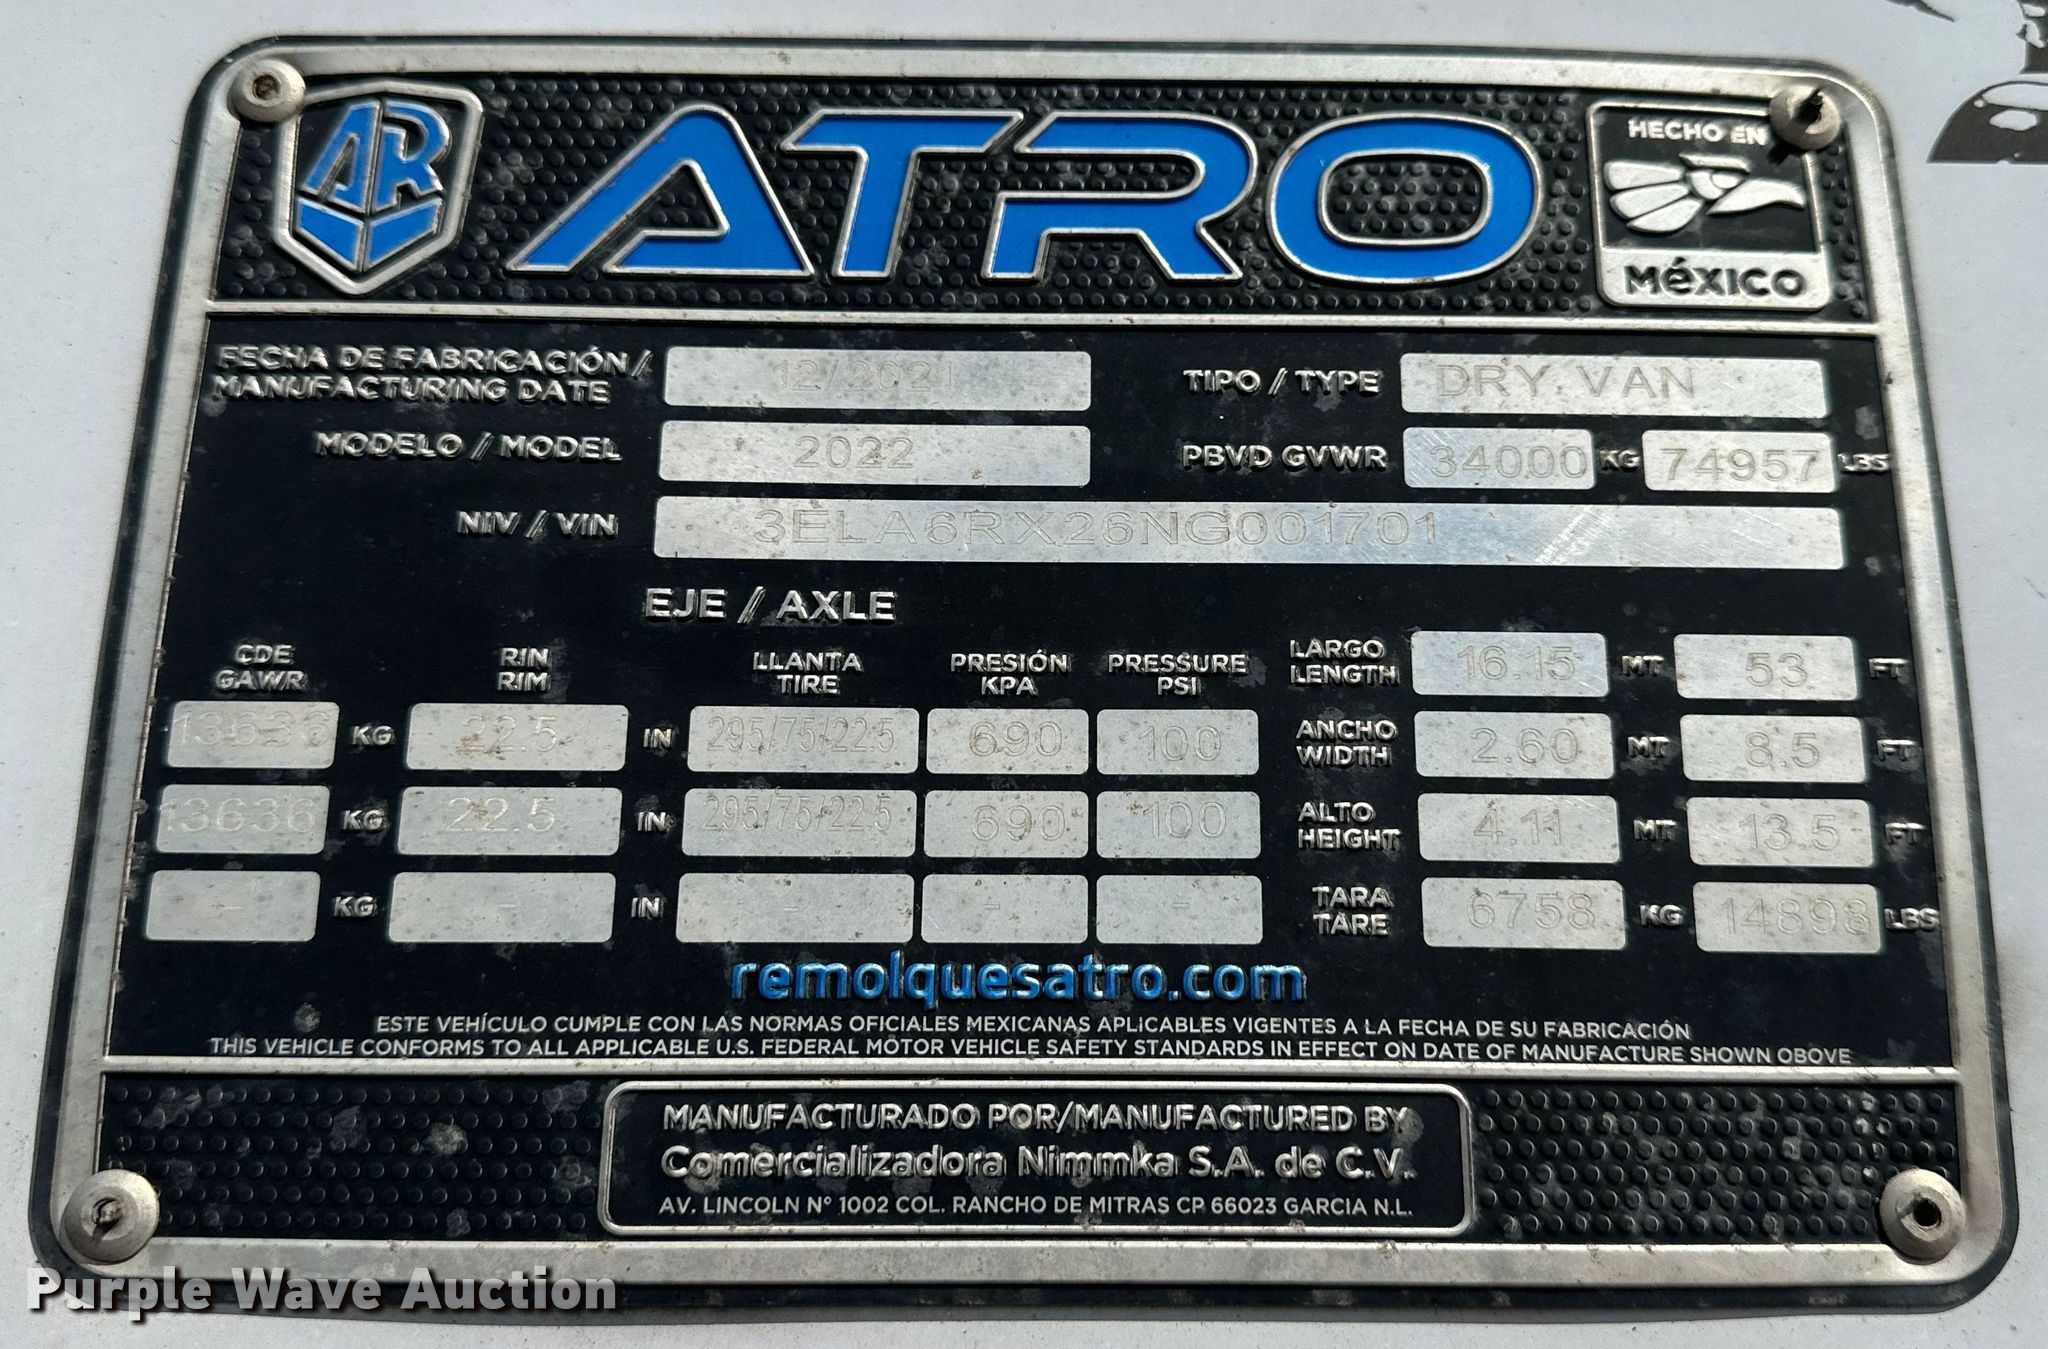 AR
ATRO
HECHO EN
MéXICO
FECHA DE FABRICACIÓN/ 12/2021 TIPO / TYPE DRY VAN
MANUFACTURING DATE
MODELO / MODEL 2022 PBVD GVWR 34000 KG 74957 LBS
NIV / VIN 3ELA6RX26NG001701
EJE / AXLE
CDE RIN LLANTA PRESIÓN PRESSURE LARGO 16.15 MT 53 FT
GAWR RIM TIRE KPA PSI LENGTH
13636 KG 22.5 IN 295/75/22.5 690 100 ANCHO 2.60 MT 8.5 FT
WIDTH
13636 KG 22.5 IN 295/75/22.5 690 100 ALTO 4.11 MT 13.5 FT
HEIGHT
- KG - IN - - - TARA 6758 KG 14898 LBS
TARE
remolquesatro.com
ESTE VEHÍCULO CUMPLE CON LAS NORMAS OFICIALES MEXICANAS APLICABLES VIGENTES A LA FECHA DE SU FABRICACIÓN
THIS VEHICLE CONFORMS TO ALL APPLICABLE U.S. FEDERAL MOTOR VEHICLE SAFETY STANDARDS IN EFFECT ON DATE OF MANUFACTURE SHOWN OBOVE
MANUFACTURADO POR/MANUFACTURED BY
Comercializadora Nimmka S.A. de C.V.
AV. LINCOLN N° 1002 COL. RANCHO DE MITRAS CP 66023 GARCIA N.L.
Purple Wave Auction